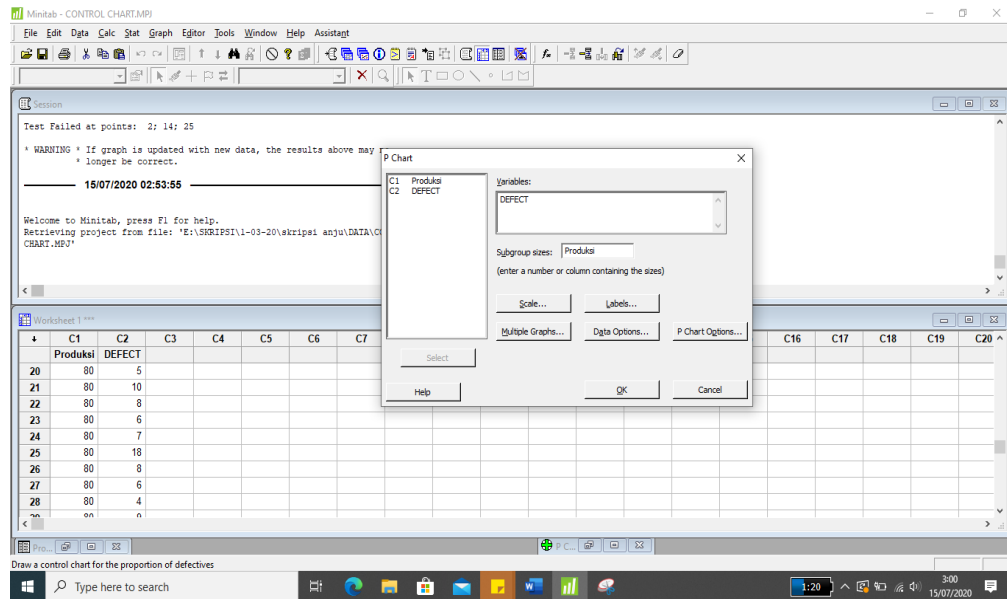 Minitab - CONTROL CHART.MPJ
File Edit Data Calc Stat Graph Editor Tools Window Help Assistant
Session
Test Failed at points: 2; 14; 25
* WARNING * If graph is updated with new data, the results above may
* longer be correct.
15/07/2020 02:53:55
Welcome to Minitab, press F1 for help.
Retrieving project from file: 'E:\SKRIPSI\1-03-20\skripsi anju\DATA\CO
CHART.MPJ'
P Chart
C1 Produksi
C2 DEFECT
Variables:
DEFECT
Subgroup sizes: Produksi
(enter a number or column containing the sizes)
Scale... Labels...
Multiple Graphs... Data Options... P Chart Options...
Select
Help OK Cancel
Worksheet 1 ***
C1 C2 C3 C4 C5 C6 C7 C16 C17 C18 C19 C20
Produksi DEFECT
20 80 5
21 80 10
22 80 8
23 80 6
24 80 7
25 80 18
26 80 8
27 80 6
28 80 4
Pro... P C...
Draw a control chart for the proportion of defectives
Type here to search
1:20
3:00
15/07/2020